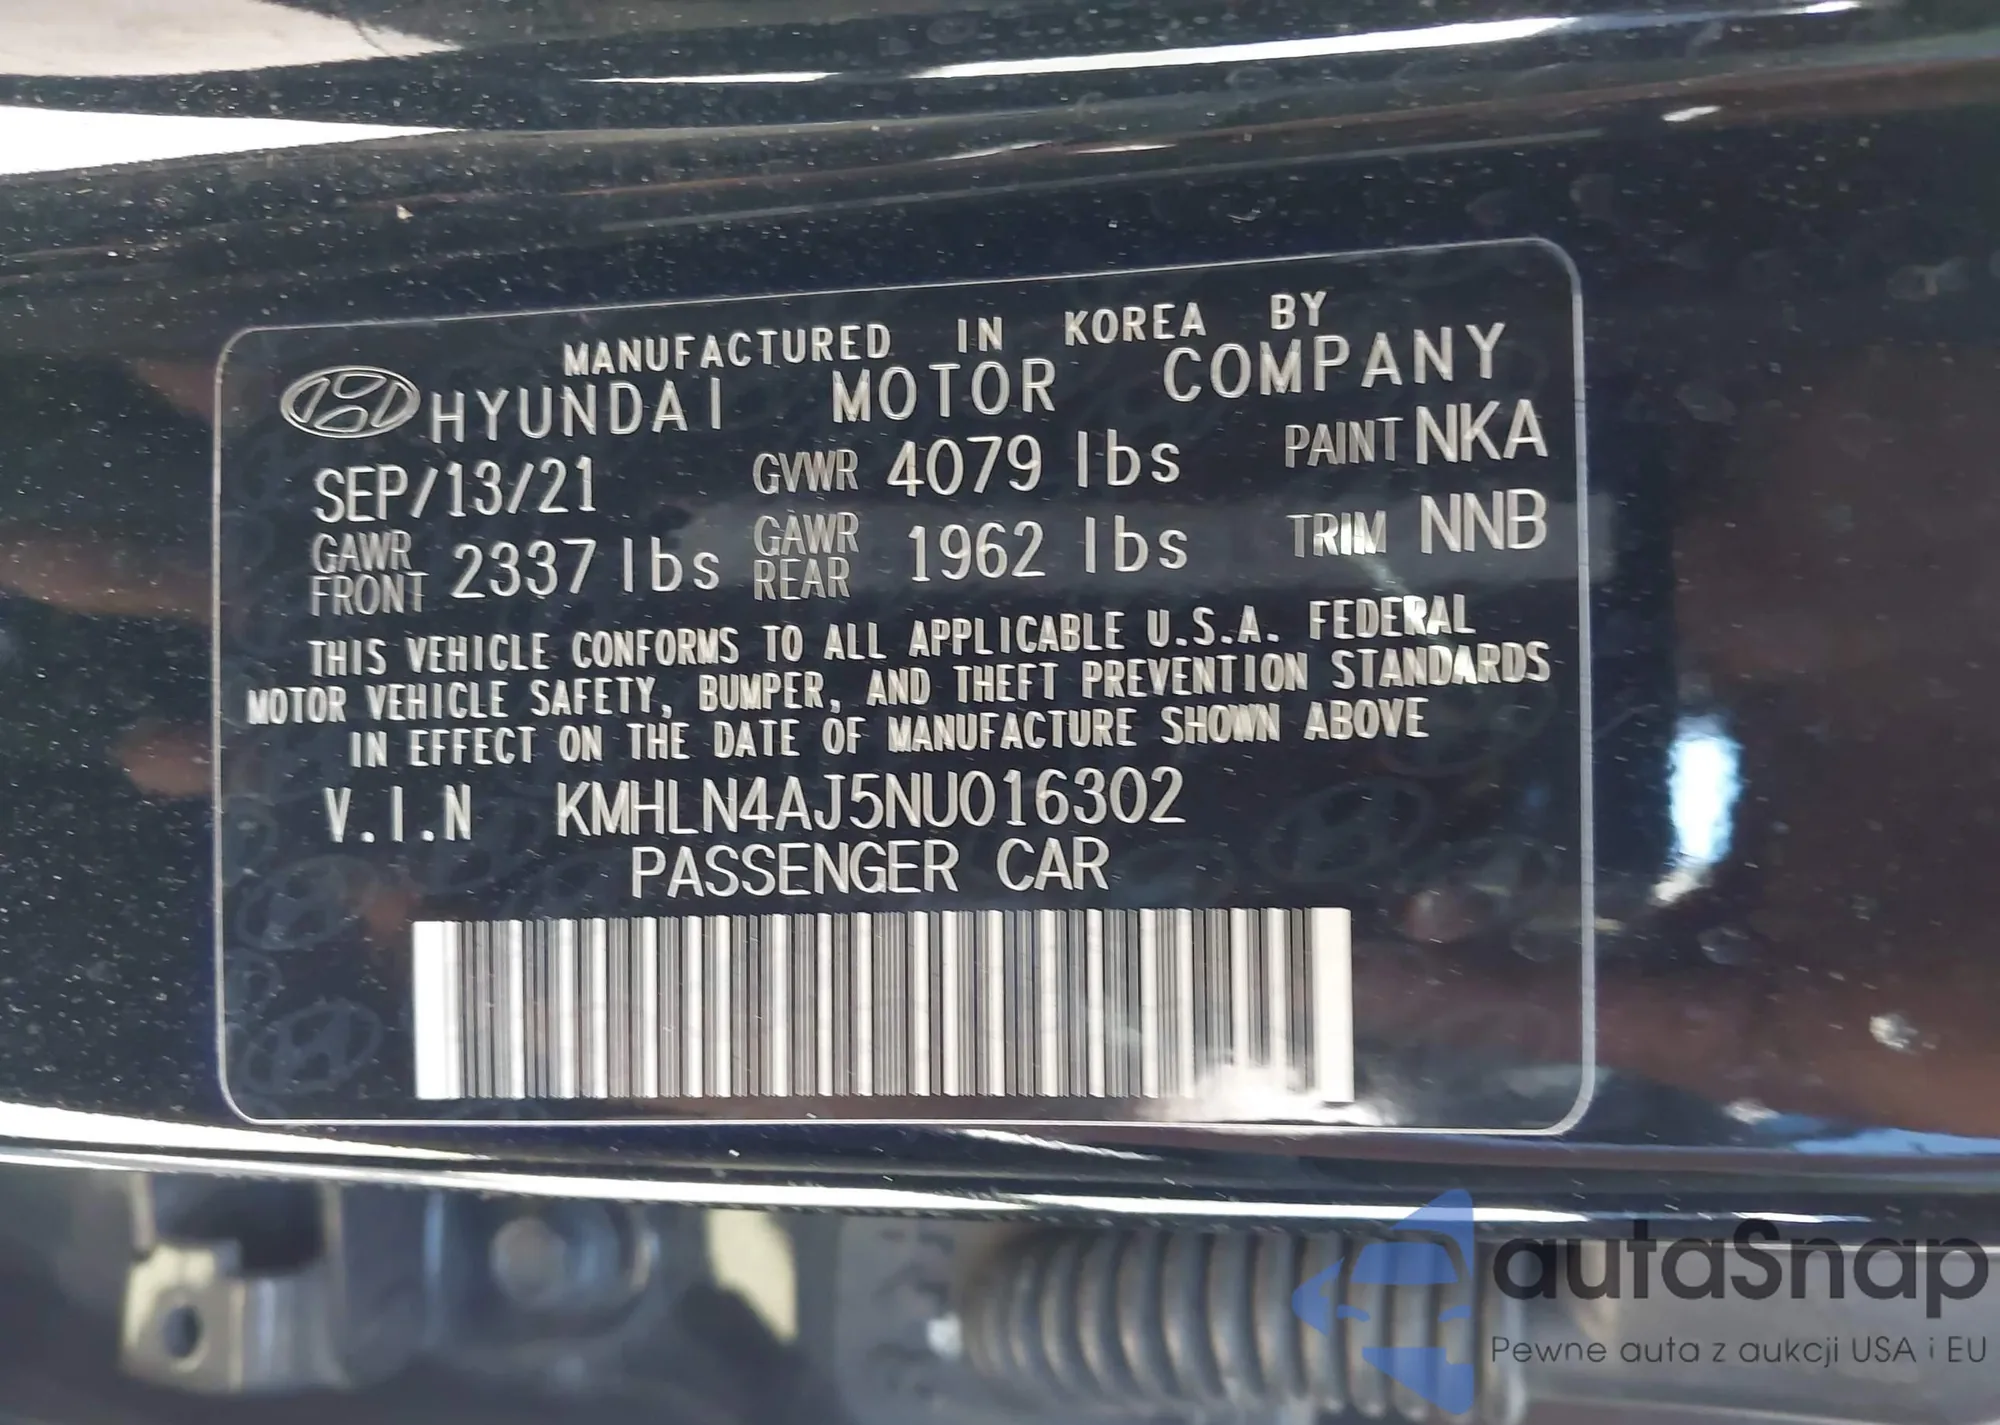 MANUFACTURED IN KOREA BY
HYUNDAI MOTOR COMPANY
SEP/13/21 GVWR 4079 lbs PAINT NKA
GAWR FRONT 2337 lbs GAWR REAR 1962 lbs TRIM NNB
THIS VEHICLE CONFORMS TO ALL APPLICABLE U.S.A. FEDERAL
MOTOR VEHICLE SAFETY, BUMPER, AND THEFT PREVENTION STANDARDS
IN EFFECT ON THE DATE OF MANUFACTURE SHOWN ABOVE
V.I.N KMHLN4AJ5NU016302
PASSENGER CAR
autaSnap
Pewne auta z aukcji USA i EU